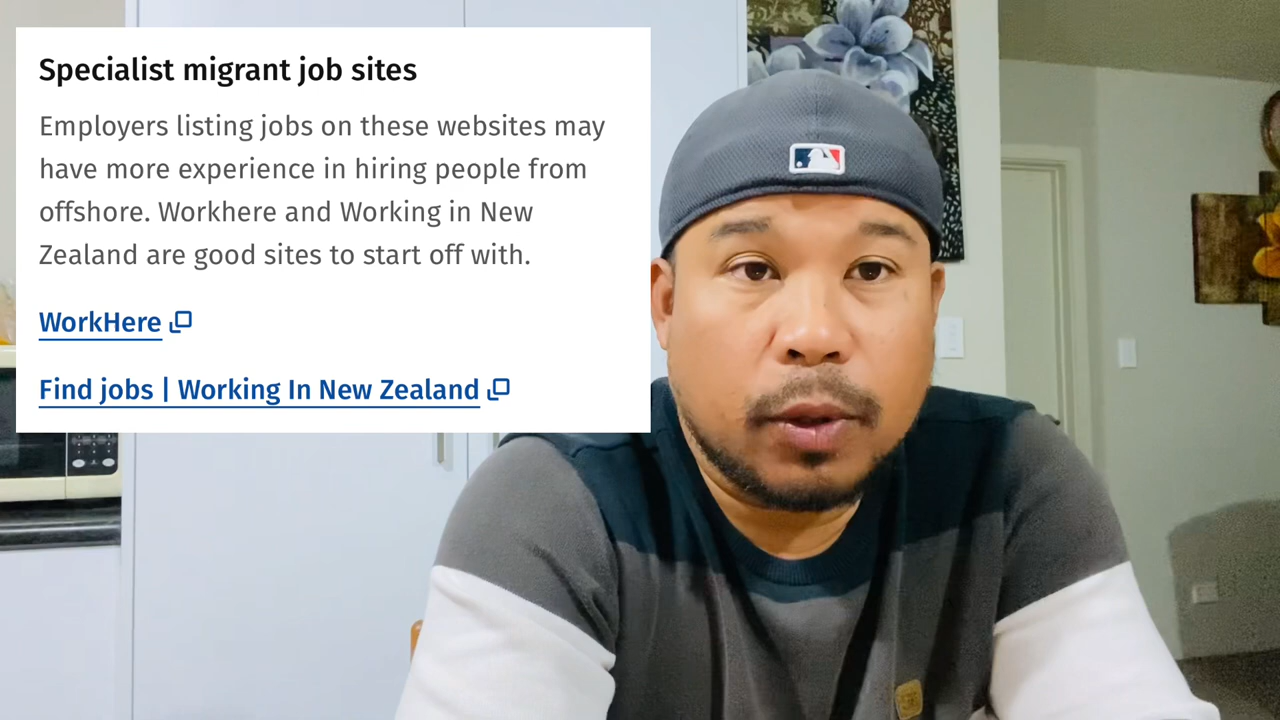 Specialist migrant job sites
Employers listing jobs on these websites may
have more experience in hiring people from
offshore. Workhere and Working in New
Zealand are good sites to start off with.
WorkHere
Find jobs | Working In New Zealand